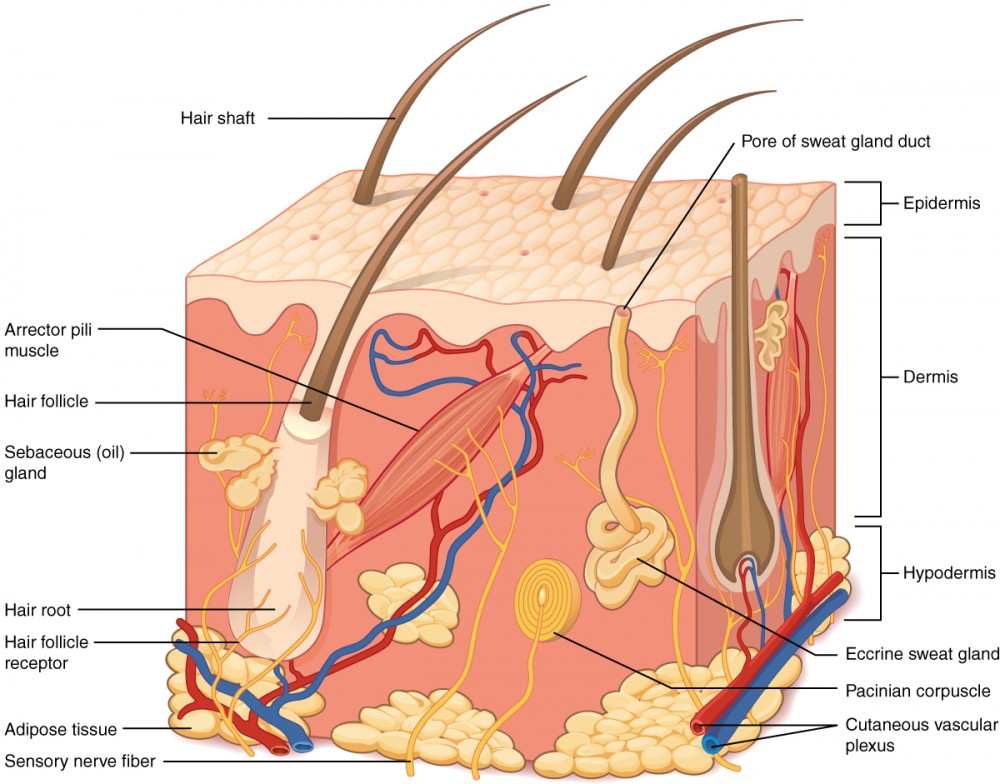 Hair shaft
Pore of sweat gland duct
Epidermis
Arrector pili
muscle
Dermis
Hair follicle
Sebaceous (oil)
gland
Hypodermis
Hair root
Hair follicle
receptor
Eccrine sweat gland
Pacinian corpuscle
Adipose tissue
Cutaneous vascular
plexus
Sensory nerve fiber